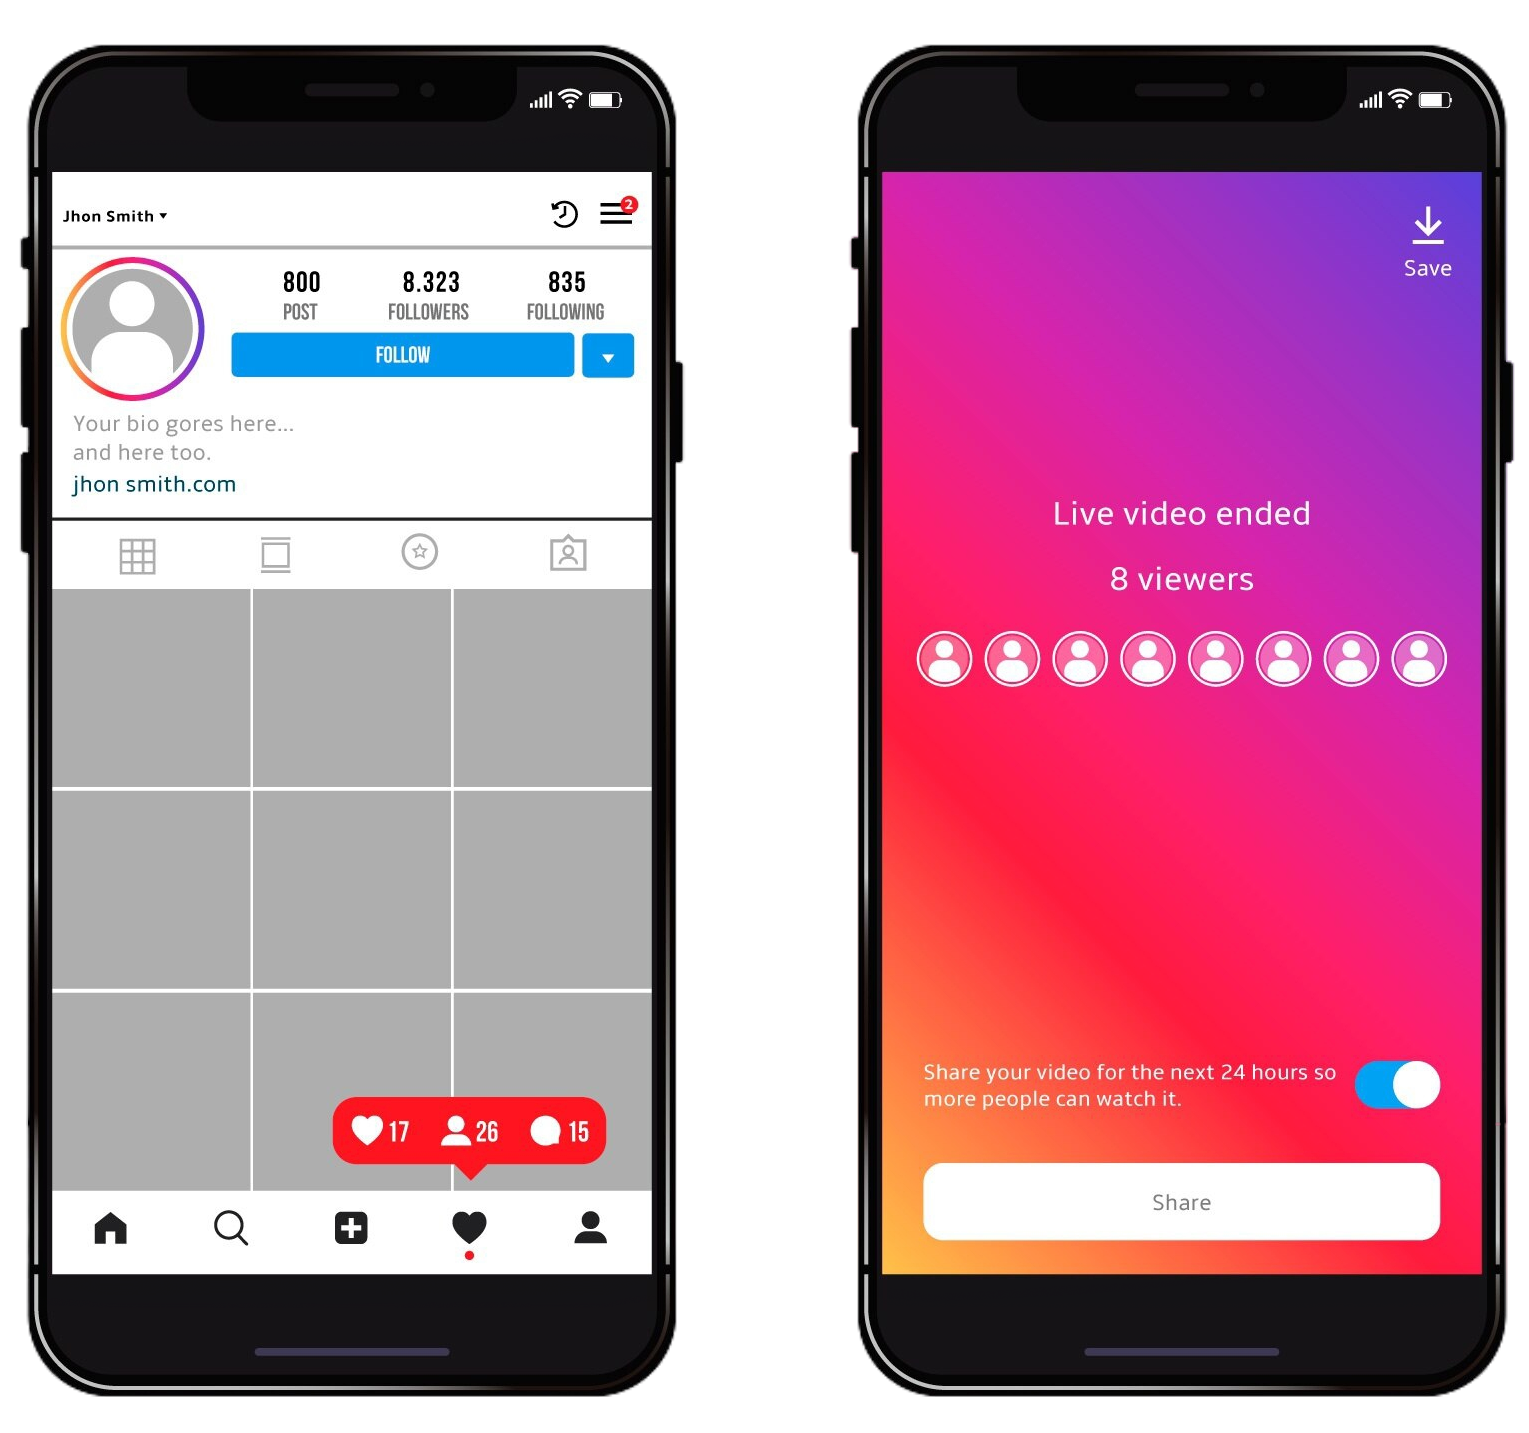 Jhon Smith
2
800 8.323 835
POST FOLLOWERS FOLLOWING
FOLLOW
Your bio gores here...
and here too.
jhon smith.com
17 26 15
Save
Live video ended
8 viewers
Share your video for the next 24 hours so
more people can watch it.
Share